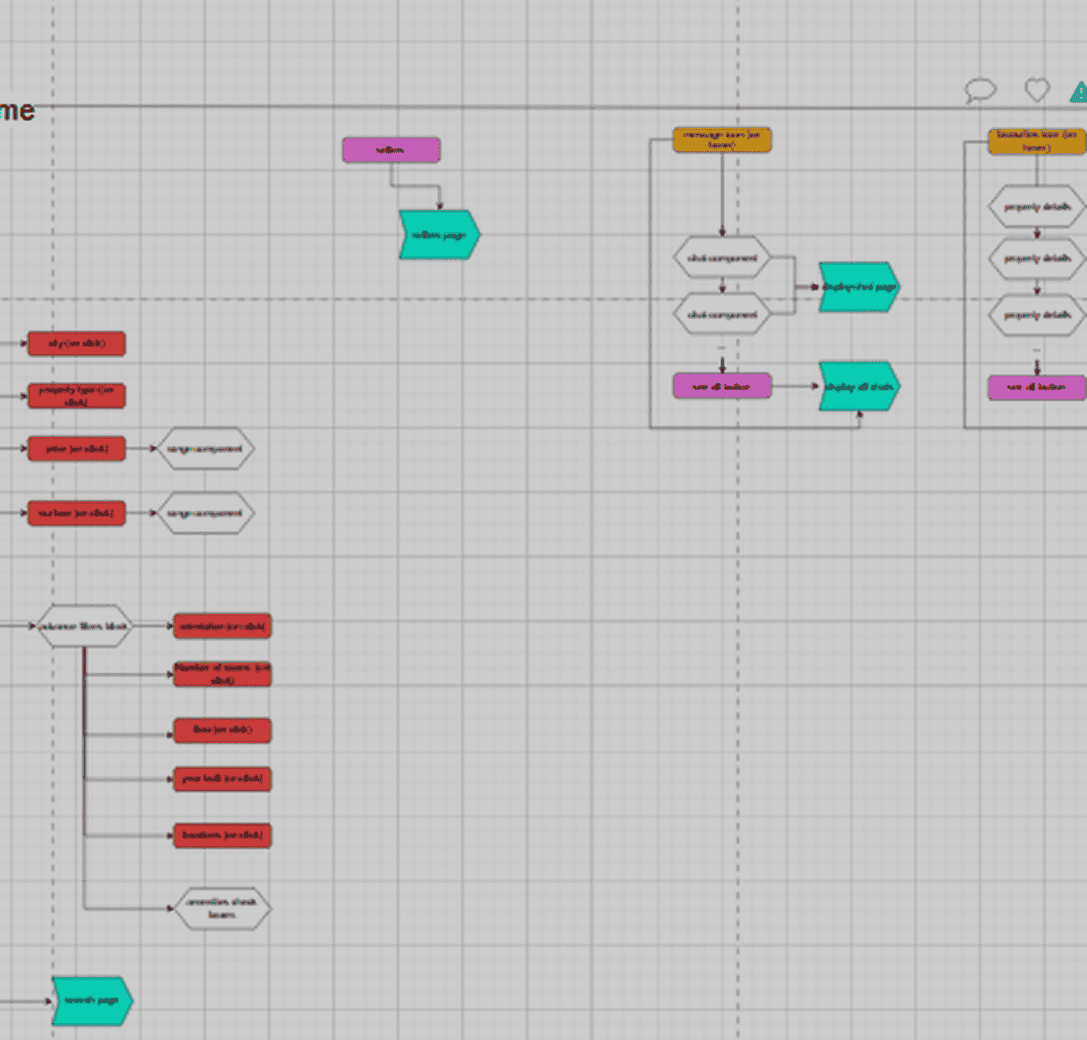 me
sellers
sellers page
message icon (on
hover)
chat component
chat component
...
see all button
display chat page
display all chats
favourites icon (on
hover)
property details
property details
property details
...
see all button
city (on click)
property type (on
click)
price (on click)
range component
surface (on click)
range component
advance filters block
orientation (on click)
Number of rooms (on
click)
floor (on click)
year built (on click)
(on click)
amenities check
boxes
search page